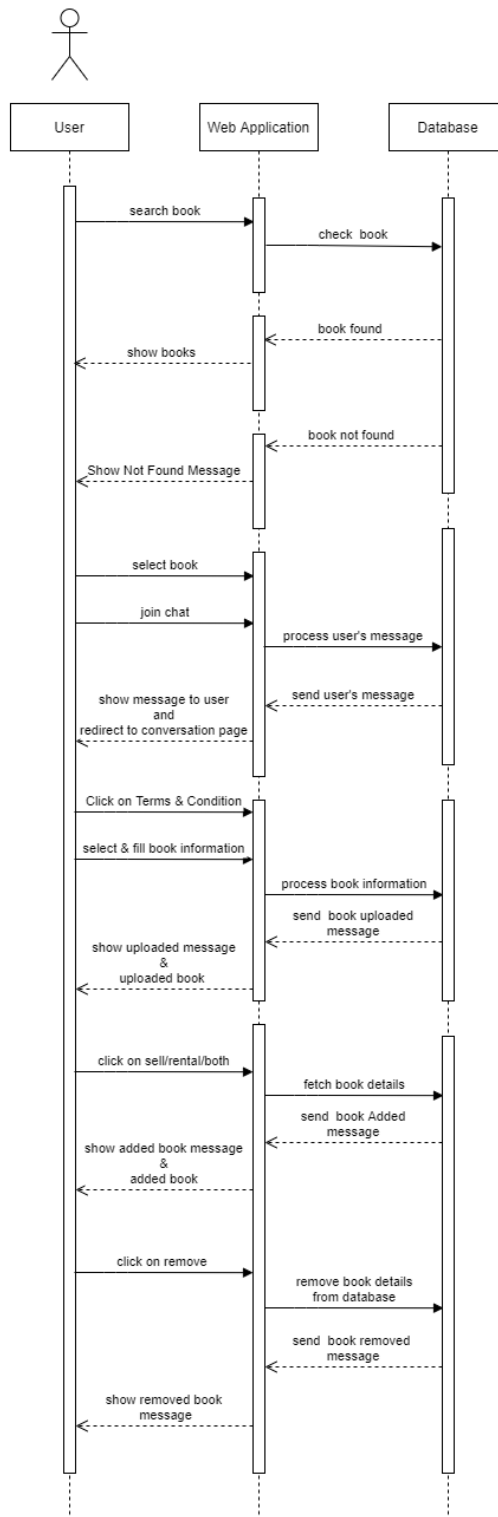 User
Web Application
Database
search book
check book
book found
show books
book not found
Show Not Found Message
select book
join chat
process user's message
send user's message
show message to user
and
redirect to conversation page
Click on Terms & Condition
select & fill book information
process book information
send book uploaded
message
show uploaded message
&
uploaded book
click on sell/rental/both
fetch book details
send book Added
message
show added book message
&
added book
click on remove
remove book details
from database
send book removed
message
show removed book
message